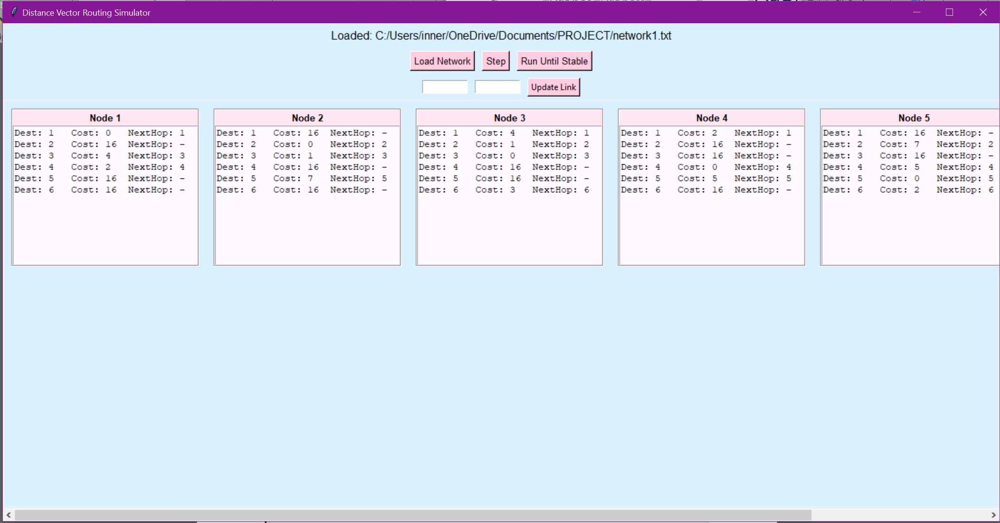 Distance Vector Routing Simulator
Loaded: C:/Users/inner/OneDrive/Documents/PROJECT/network1.txt
Load Network Step Run Until Stable
Update Link
Node 1
Dest: 1 Cost: 0 NextHop: 1
Dest: 2 Cost: 16 NextHop: -
Dest: 3 Cost: 4 NextHop: 3
Dest: 4 Cost: 2 NextHop: 4
Dest: 5 Cost: 16 NextHop: -
Dest: 6 Cost: 16 NextHop: -
Node 2
Dest: 1 Cost: 16 NextHop: -
Dest: 2 Cost: 0 NextHop: 2
Dest: 3 Cost: 1 NextHop: 3
Dest: 4 Cost: 16 NextHop: -
Dest: 5 Cost: 7 NextHop: 5
Dest: 6 Cost: 16 NextHop: -
Node 3
Dest: 1 Cost: 4 NextHop: 1
Dest: 2 Cost: 1 NextHop: 2
Dest: 3 Cost: 0 NextHop: 3
Dest: 4 Cost: 16 NextHop: -
Dest: 5 Cost: 16 NextHop: -
Dest: 6 Cost: 3 NextHop: 6
Node 4
Dest: 1 Cost: 2 NextHop: 1
Dest: 2 Cost: 16 NextHop: -
Dest: 3 Cost: 16 NextHop: -
Dest: 4 Cost: 0 NextHop: 4
Dest: 5 Cost: 5 NextHop: 5
Dest: 6 Cost: 16 NextHop: -
Node 5
Dest: 1 Cost: 16 NextHop: -
Dest: 2 Cost: 7 NextHop: 2
Dest: 3 Cost: 16 NextHop: -
Dest: 4 Cost: 5 NextHop: 4
Dest: 5 Cost: 0 NextHop: 5
Dest: 6 Cost: 2 NextHop: 6